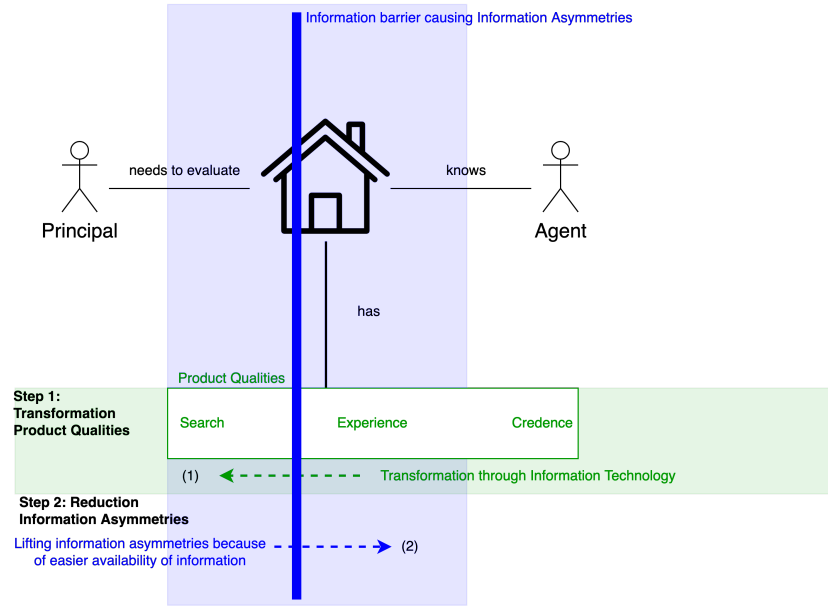 Information barrier causing Information Asymmetries
needs to evaluate
knows
Principal
Agent
has
Product Qualities
Step 1:
Transformation
Product Qualities
Search
Experience
Credence
(1)
Transformation through Information Technology
Step 2: Reduction
Information Asymmetries
Lifting information asymmetries because
of easier availability of information
(2)